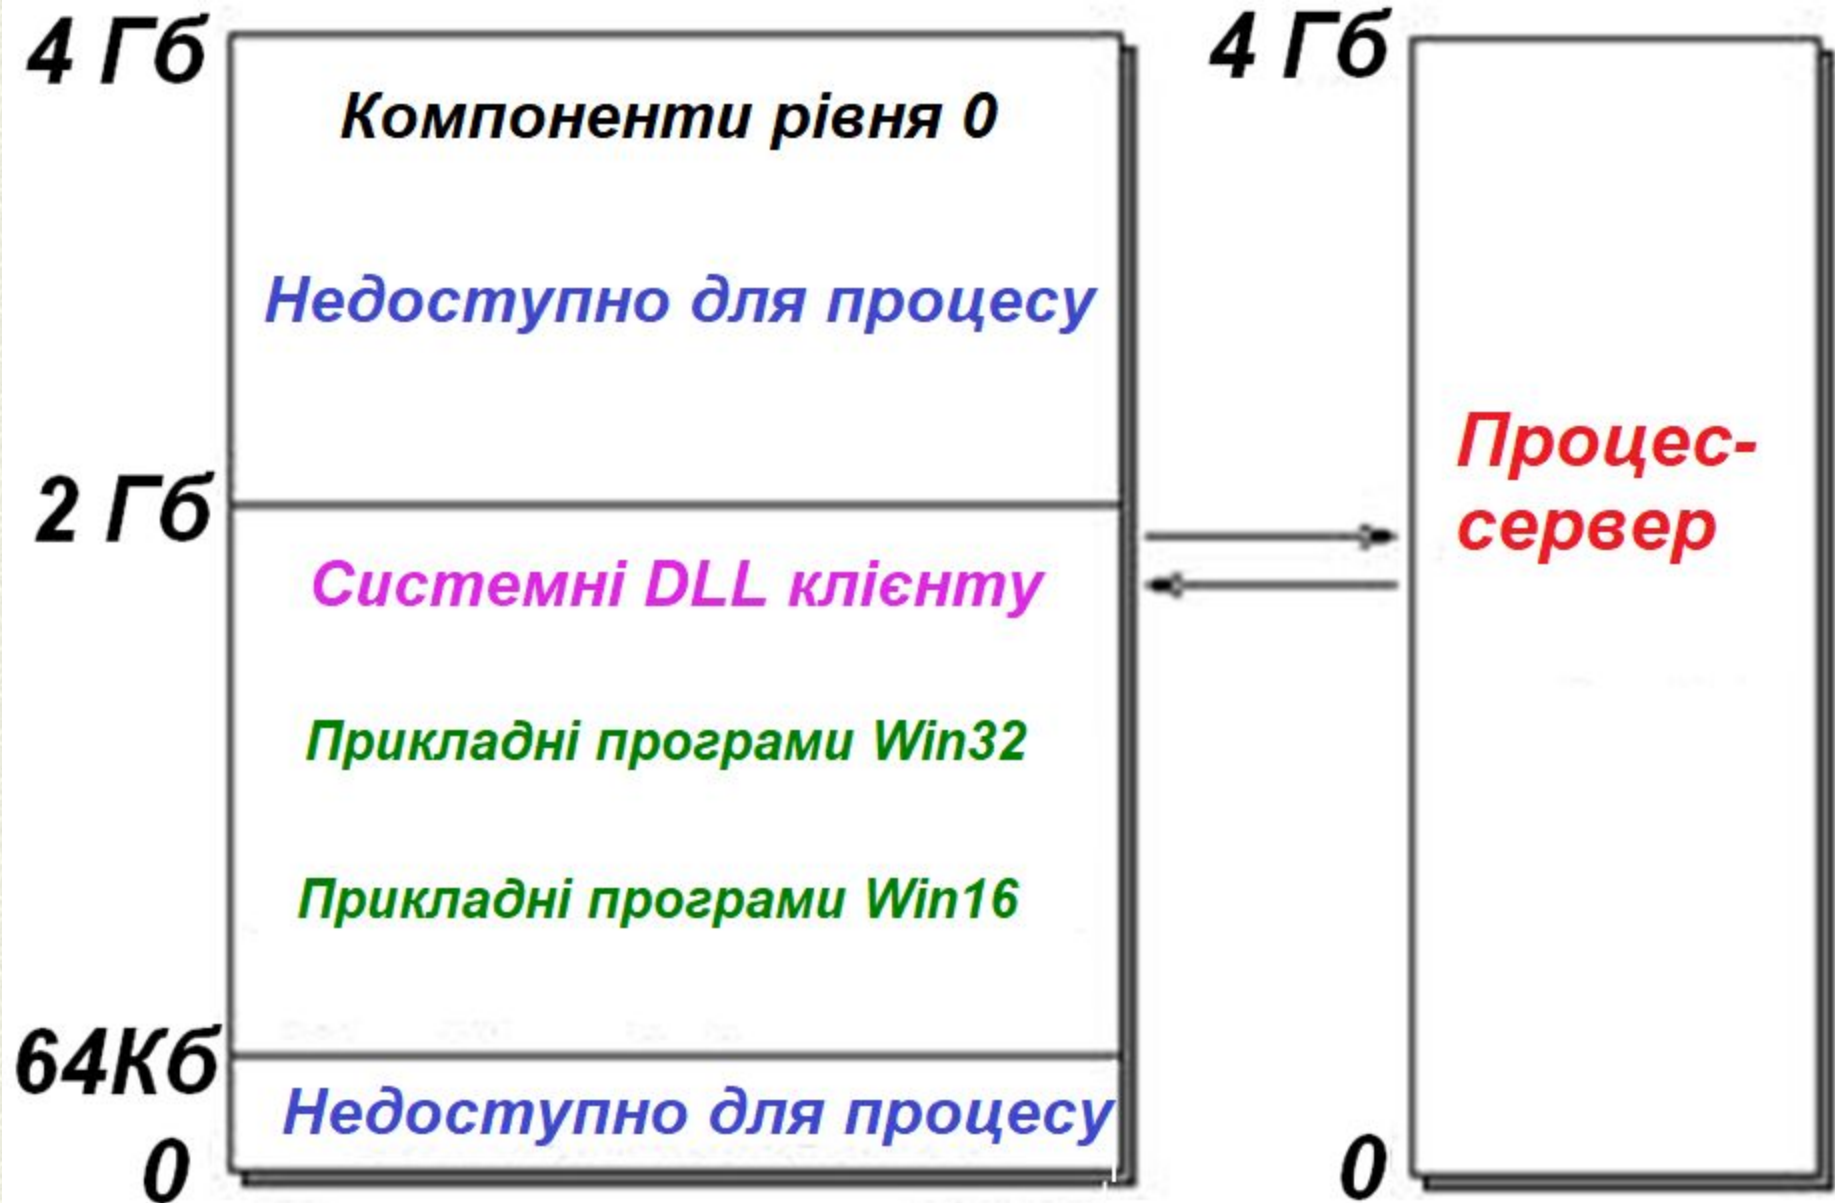 4 Гб
Компоненти рівня 0
Недоступно для процесу
2 Гб
Системні DLL клієнту
Прикладні програми Win32
Прикладні програми Win16
64Кб
Недоступно для процесу
0
4 Гб
Процес-
сервер
0